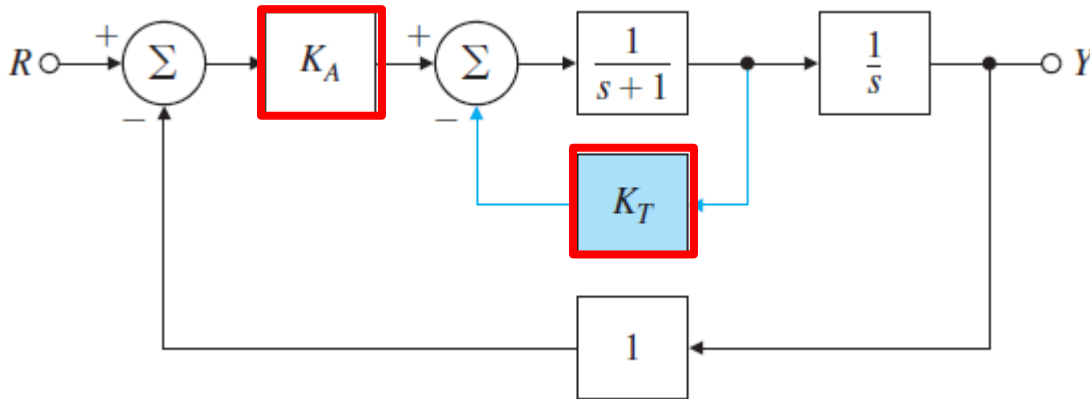 R + Σ − K_A + Σ − 1/(s + 1) 1/s Y
K_T
1